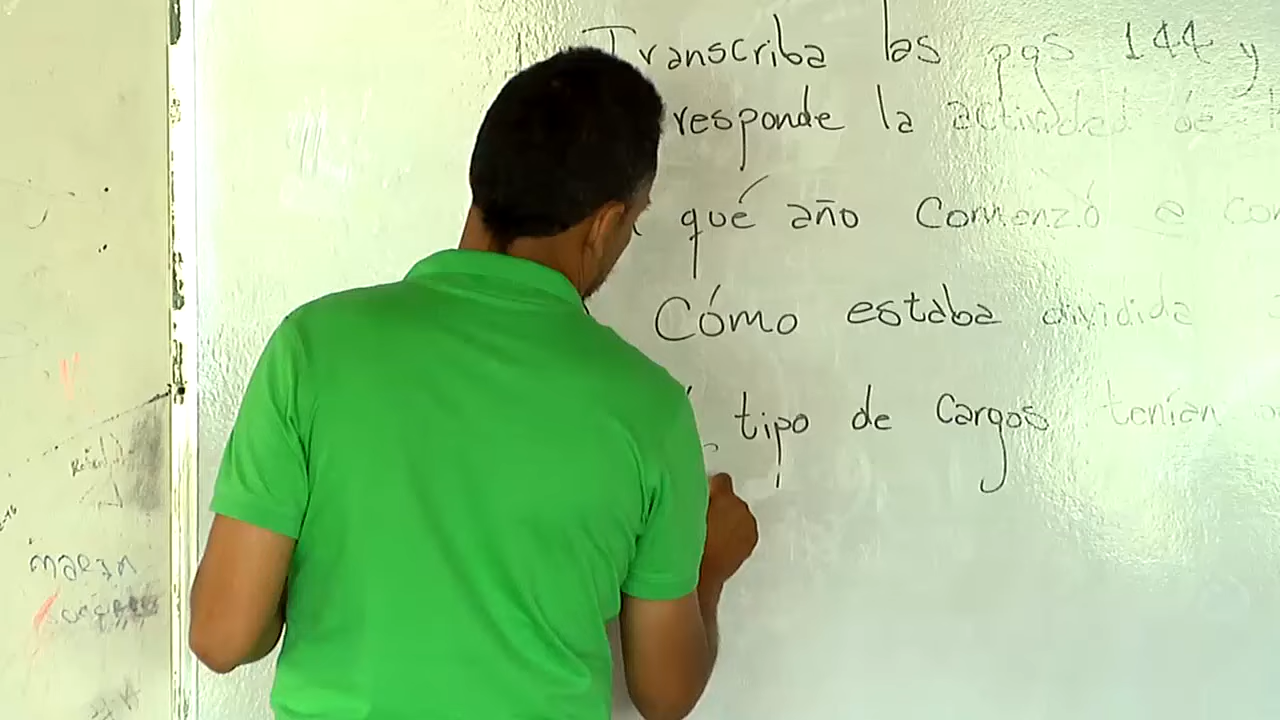 Transcriba las pgs 144 y
responde la actividad de
qué año Comenzó a
Cómo estaba dividida
tipo de Cargos tenían